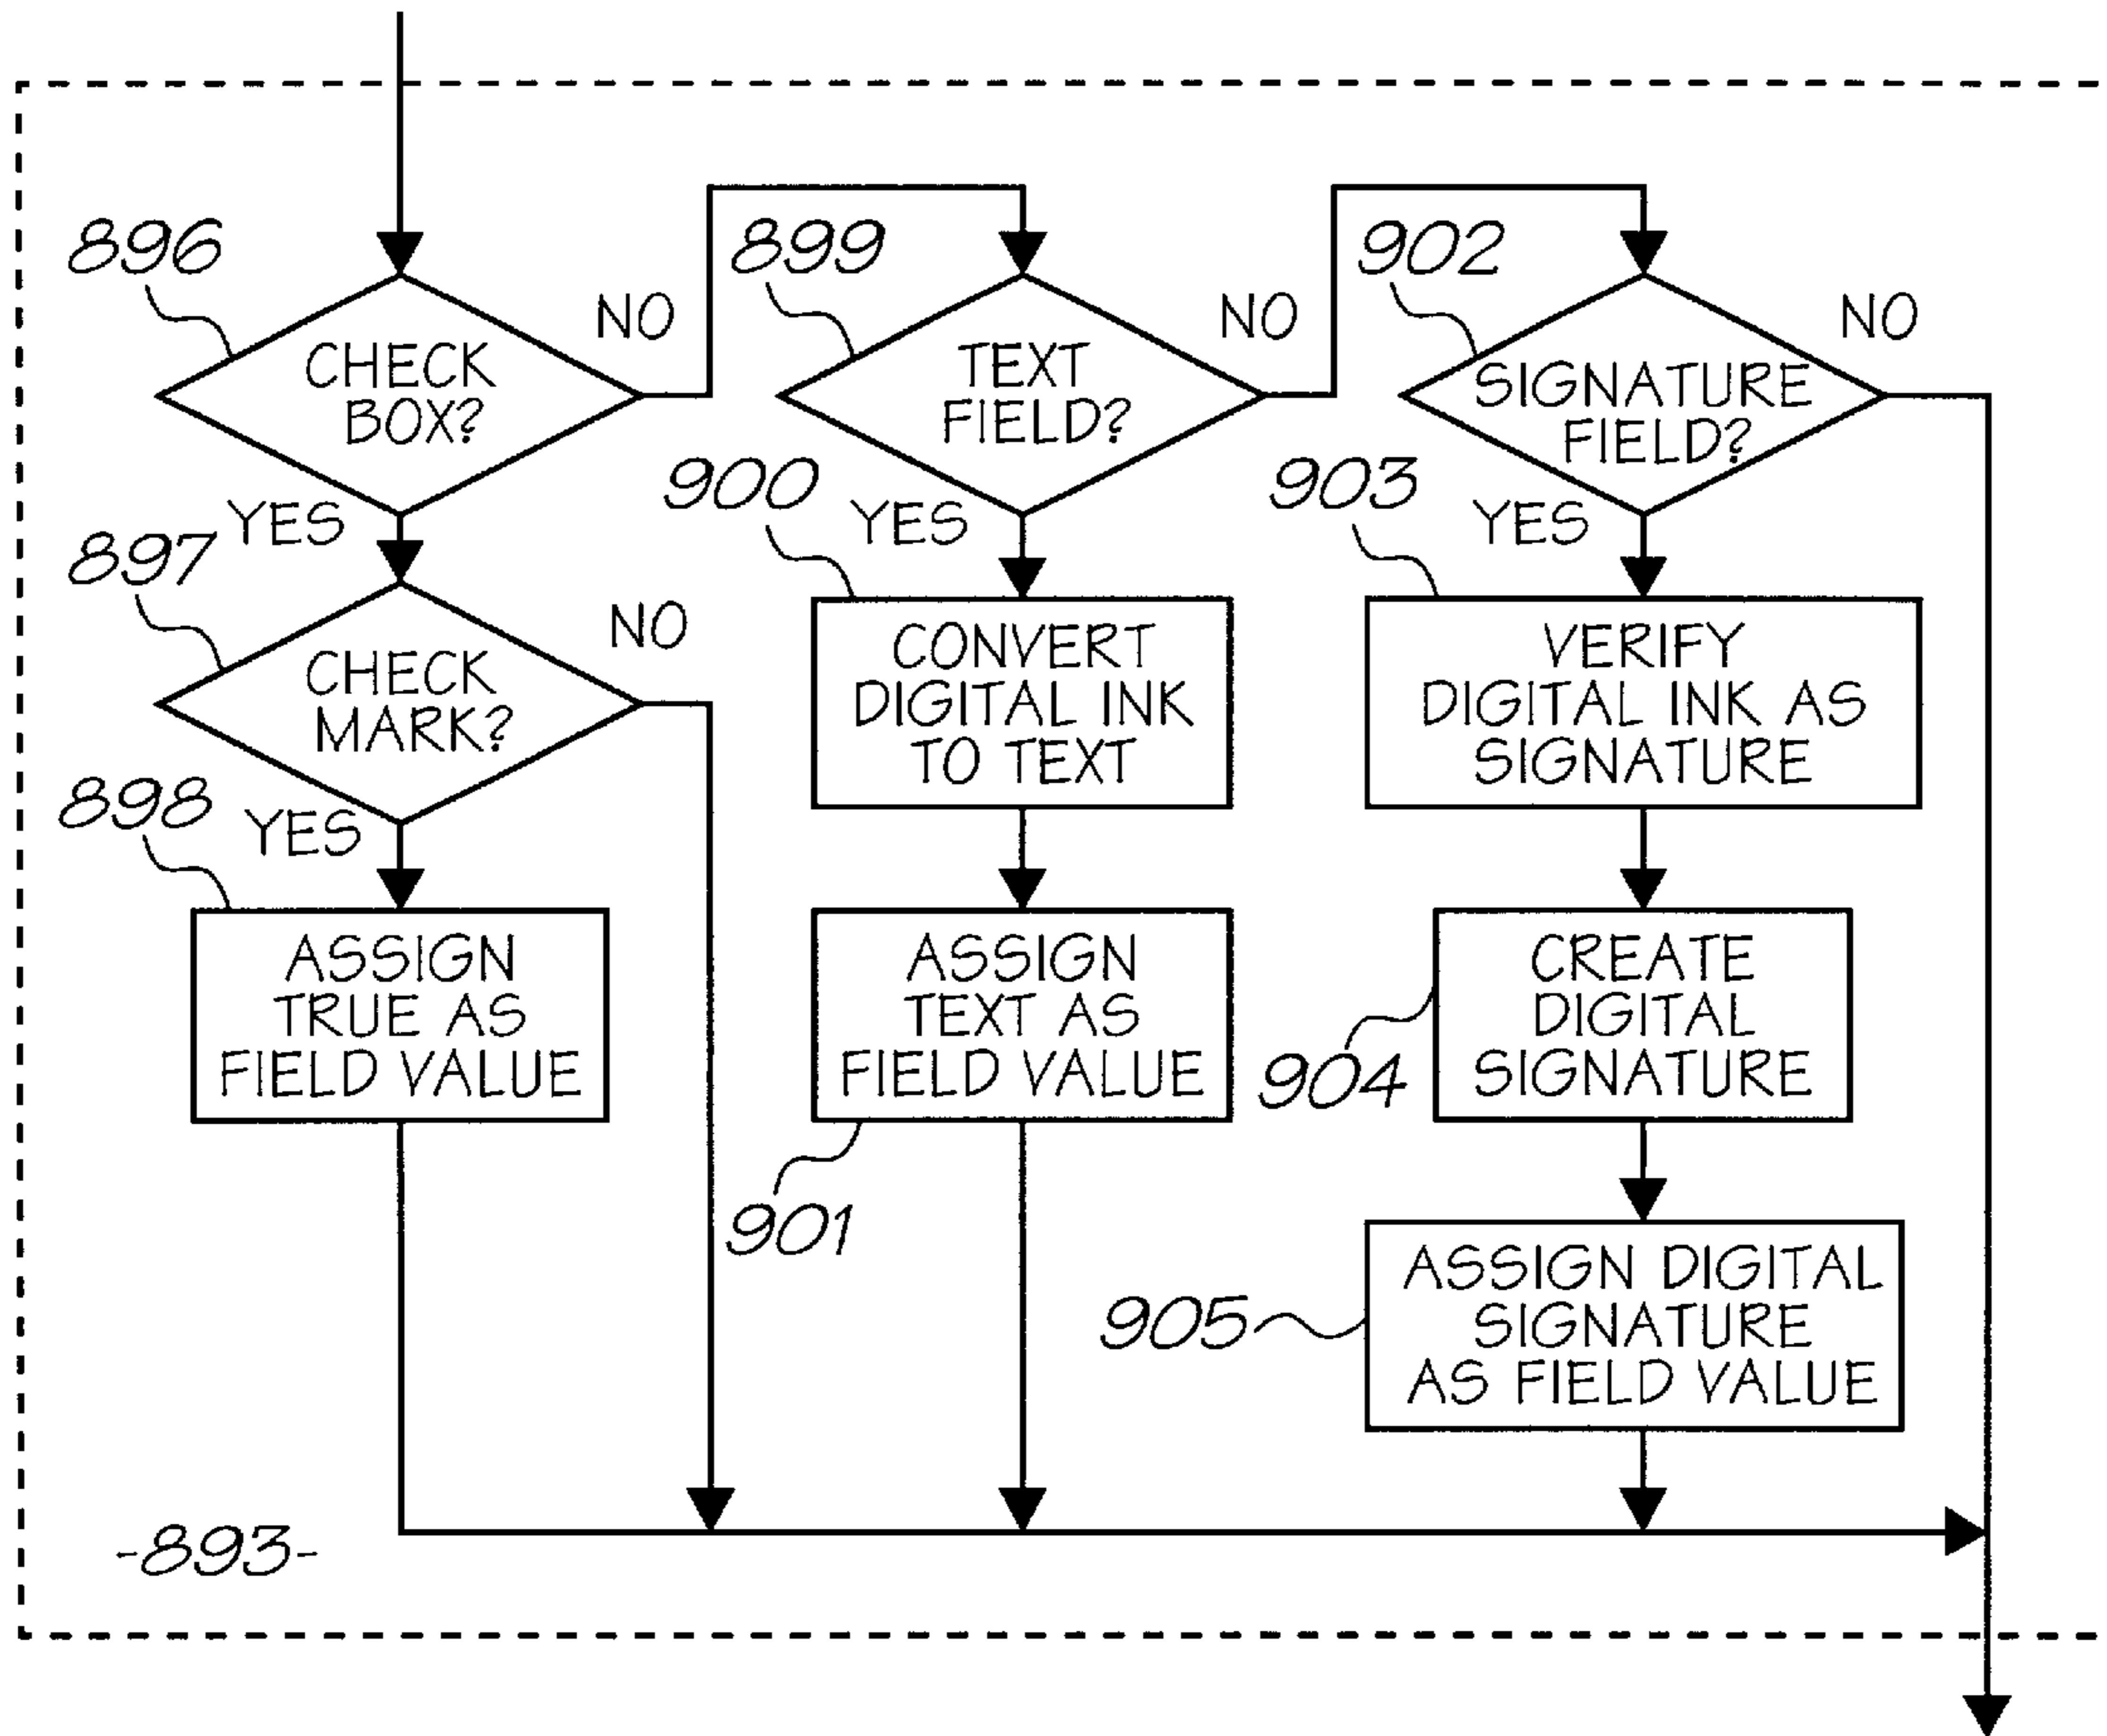 896
CHECK
BOX?
NO
YES
897
CHECK
MARK?
NO
YES
898
ASSIGN
TRUE AS
FIELD VALUE
899
TEXT
FIELD?
NO
YES
900
CONVERT
DIGITAL INK
TO TEXT
ASSIGN
TEXT AS
FIELD VALUE
901
902
SIGNATURE
FIELD?
NO
YES
903
VERIFY
DIGITAL INK AS
SIGNATURE
CREATE
DIGITAL
SIGNATURE
904
ASSIGN DIGITAL
SIGNATURE
AS FIELD VALUE
905
-893-